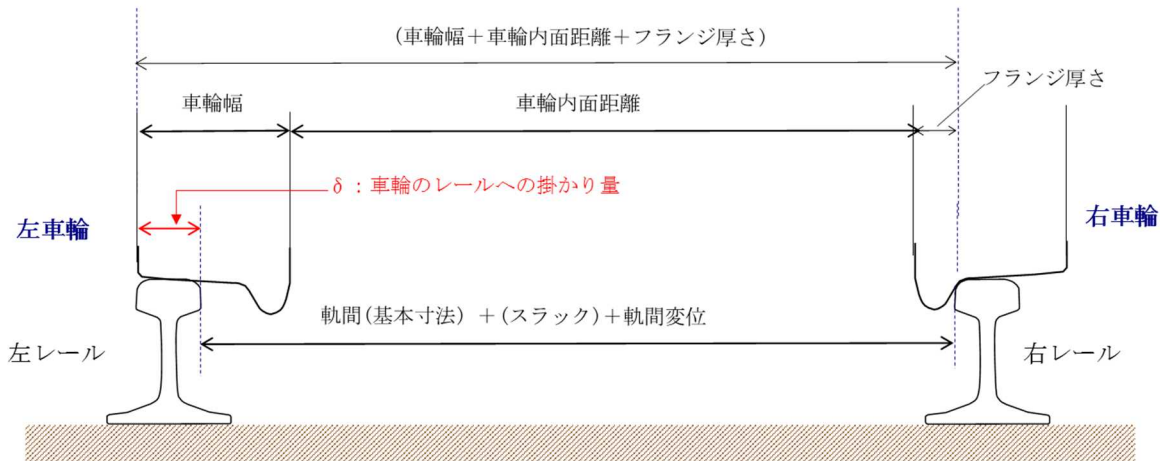 (車輪幅＋車輪内面距離＋フランジ厚さ)
フランジ厚さ
車輪幅
車輪内面距離
δ：車輪のレールへの掛かり量
左車輪
右車輪
軌間(基本寸法) ＋(スラック)＋軌間変位
左レール
右レール